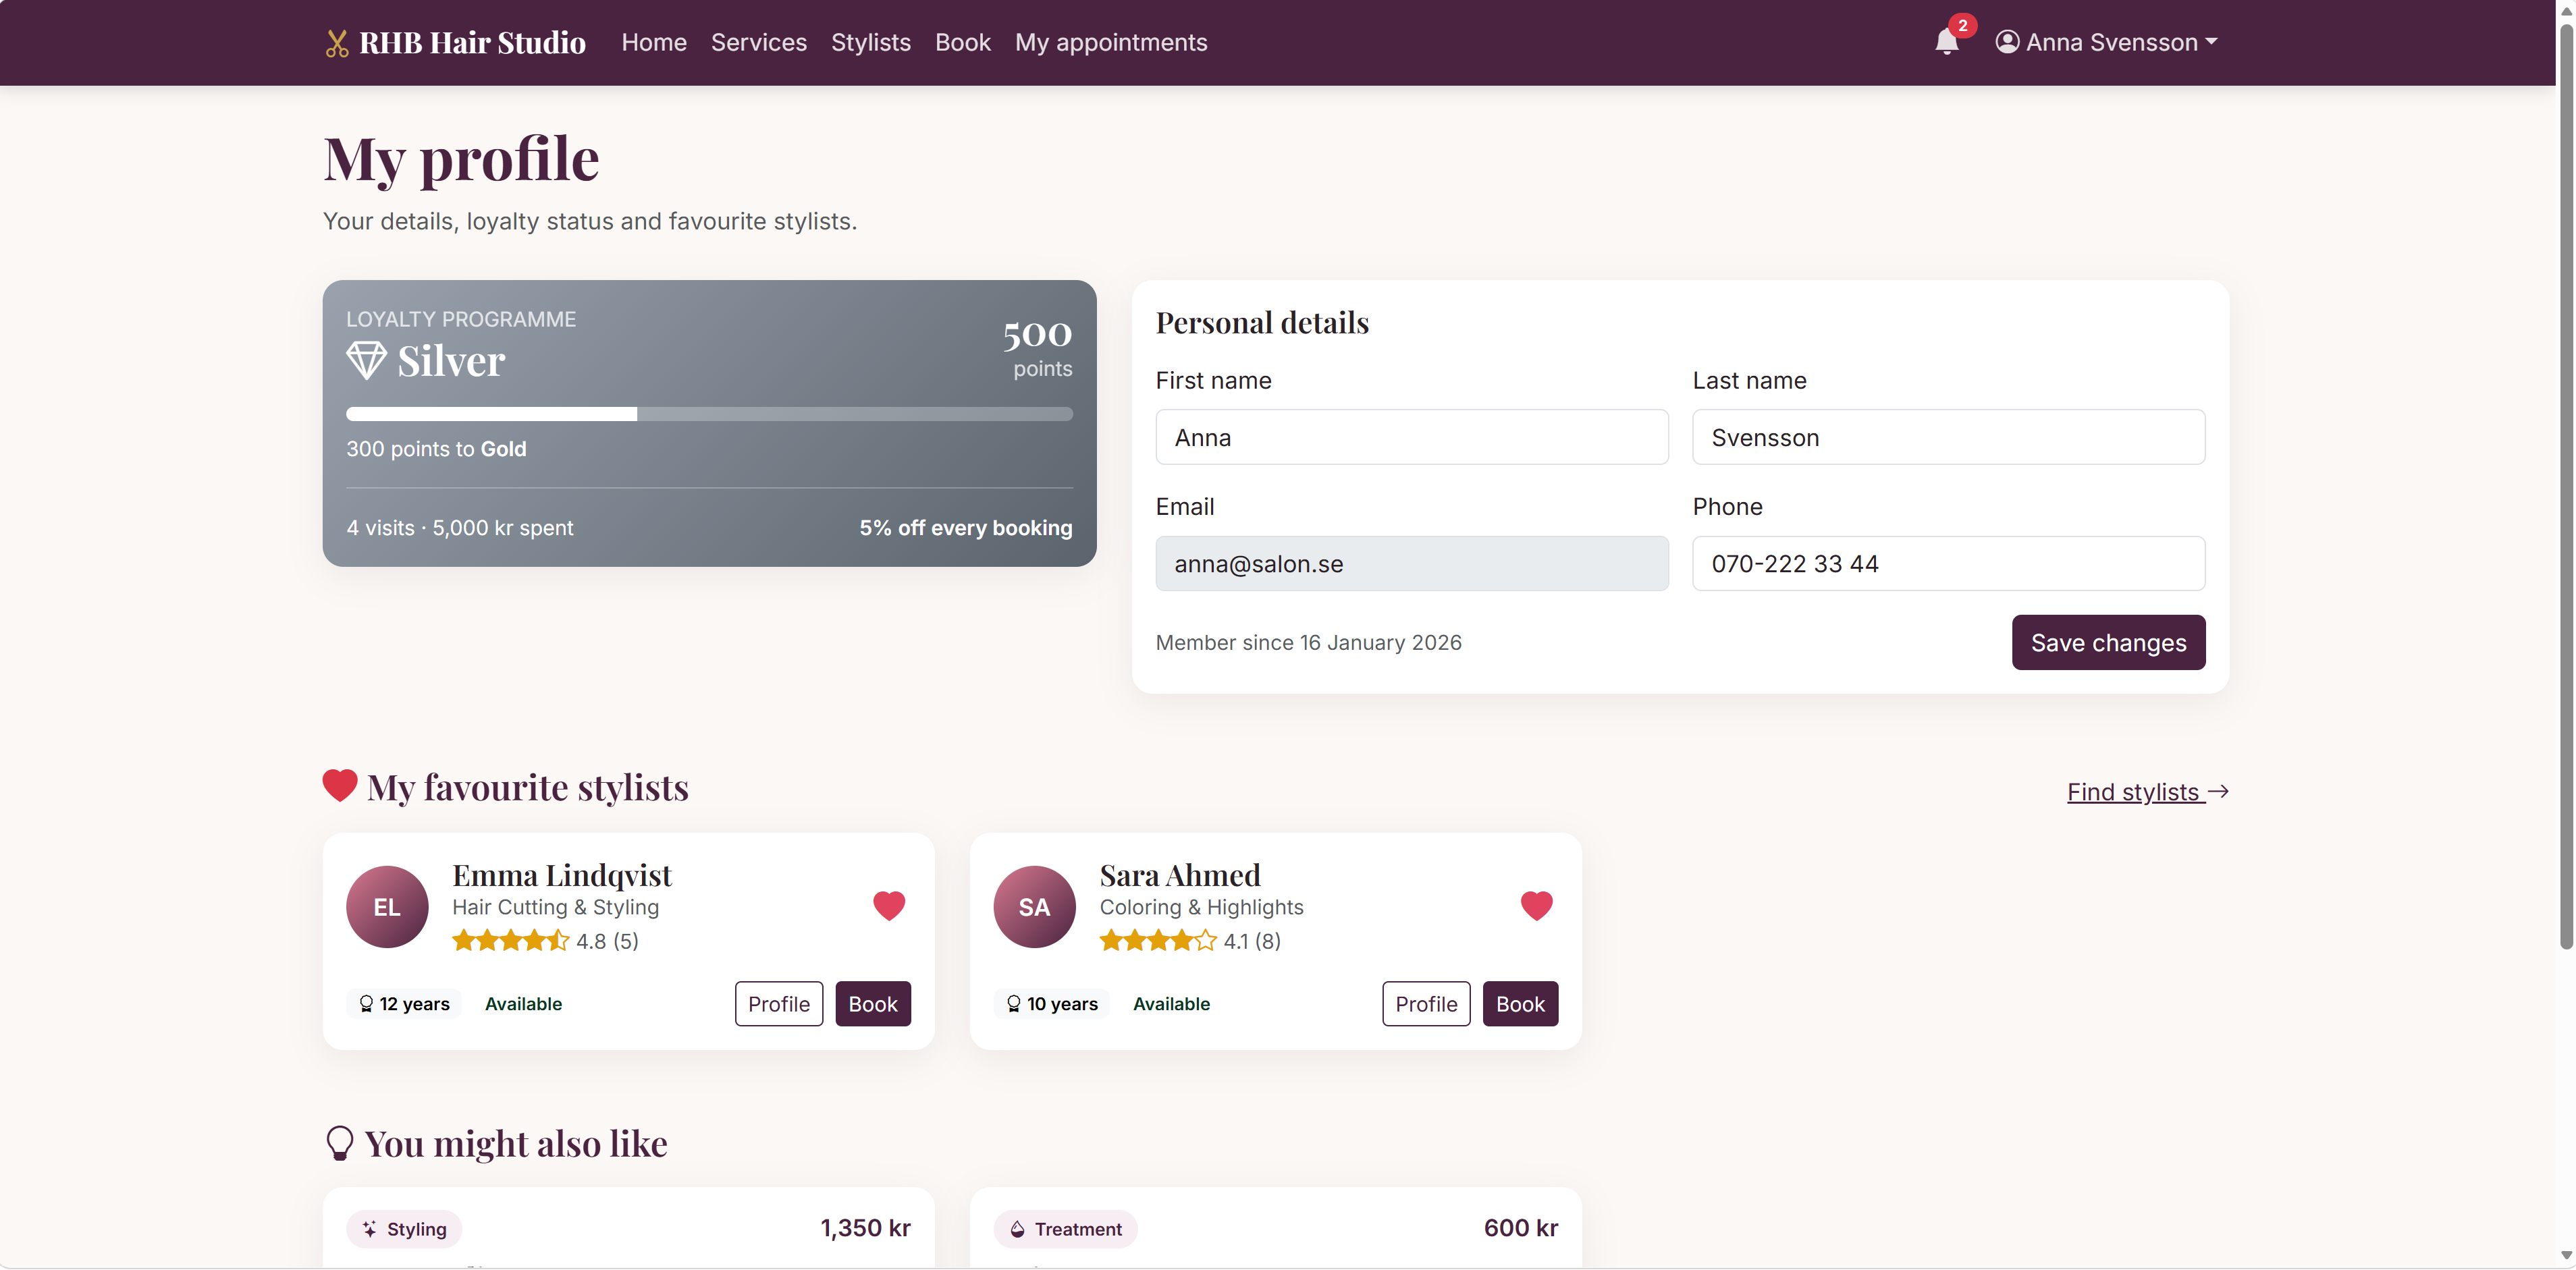 RHB Hair Studio Home Services Stylists Book My appointments 2 Anna Svensson
My profile
Your details, loyalty status and favourite stylists.
LOYALTY PROGRAMME
Silver
500
points
300 points to Gold
4 visits · 5,000 kr spent 5% off every booking
Personal details
First name Last name
Anna Svensson
Email Phone
anna@salon.se 070-222 33 44
Member since 16 January 2026 Save changes
My favourite stylists Find stylists →
EL
Emma Lindqvist
Hair Cutting & Styling
4.8 (5)
12 years Available Profile Book
SA
Sara Ahmed
Coloring & Highlights
4.1 (8)
10 years Available Profile Book
You might also like
Styling 1,350 kr
Treatment 600 kr